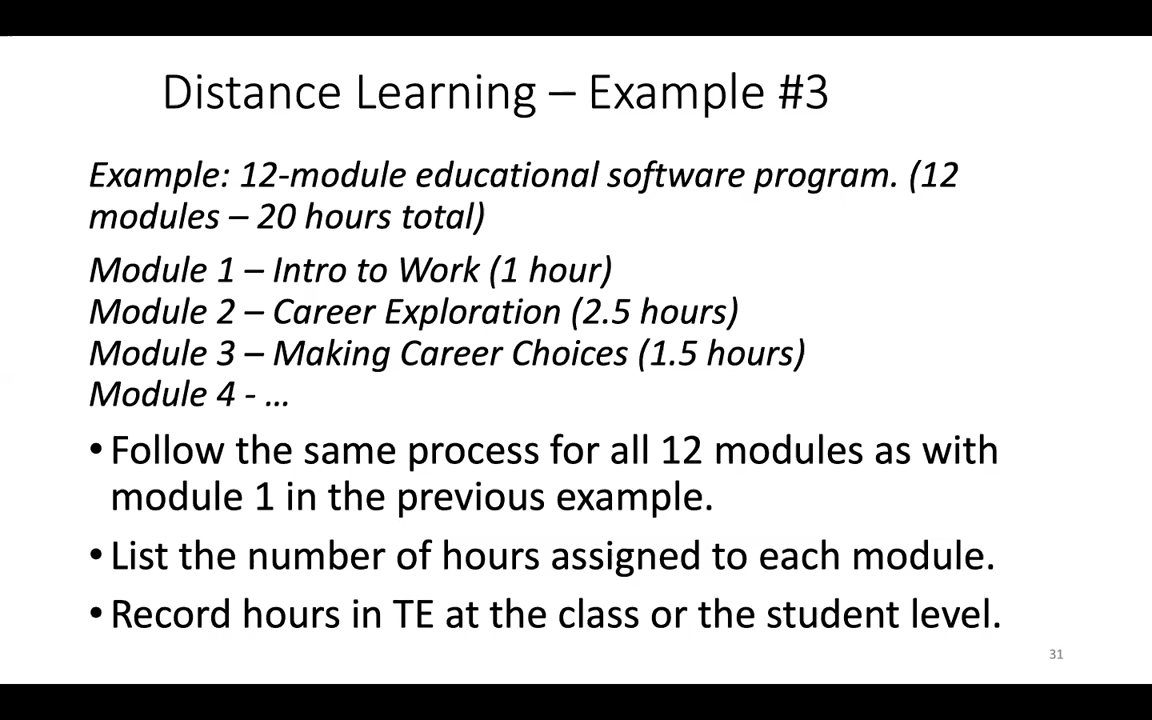 Distance Learning – Example #3
Example: 12-module educational software program. (12
modules – 20 hours total)
Module 1 – Intro to Work (1 hour)
Module 2 – Career Exploration (2.5 hours)
Module 3 – Making Career Choices (1.5 hours)
Module 4 - …
• Follow the same process for all 12 modules as with
module 1 in the previous example.
• List the number of hours assigned to each module.
• Record hours in TE at the class or the student level.
31